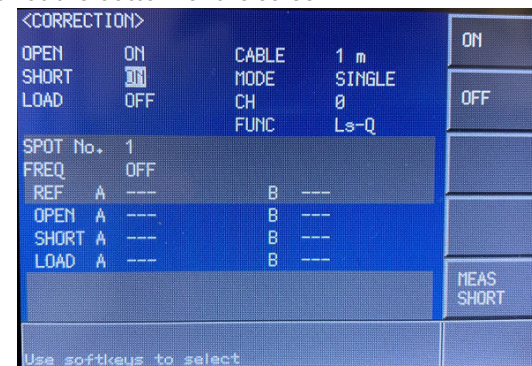 <CORRECTION>
OPEN ON CABLE 1 m
SHORT ON MODE SINGLE
LOAD OFF CH 0
FUNC Ls-Q
SPOT No. 1
FREQ OFF
REF A --- B ---
OPEN A --- B ---
SHORT A --- B ---
LOAD A --- B ---
Use softkeys to select
ON
OFF
MEAS
SHORT